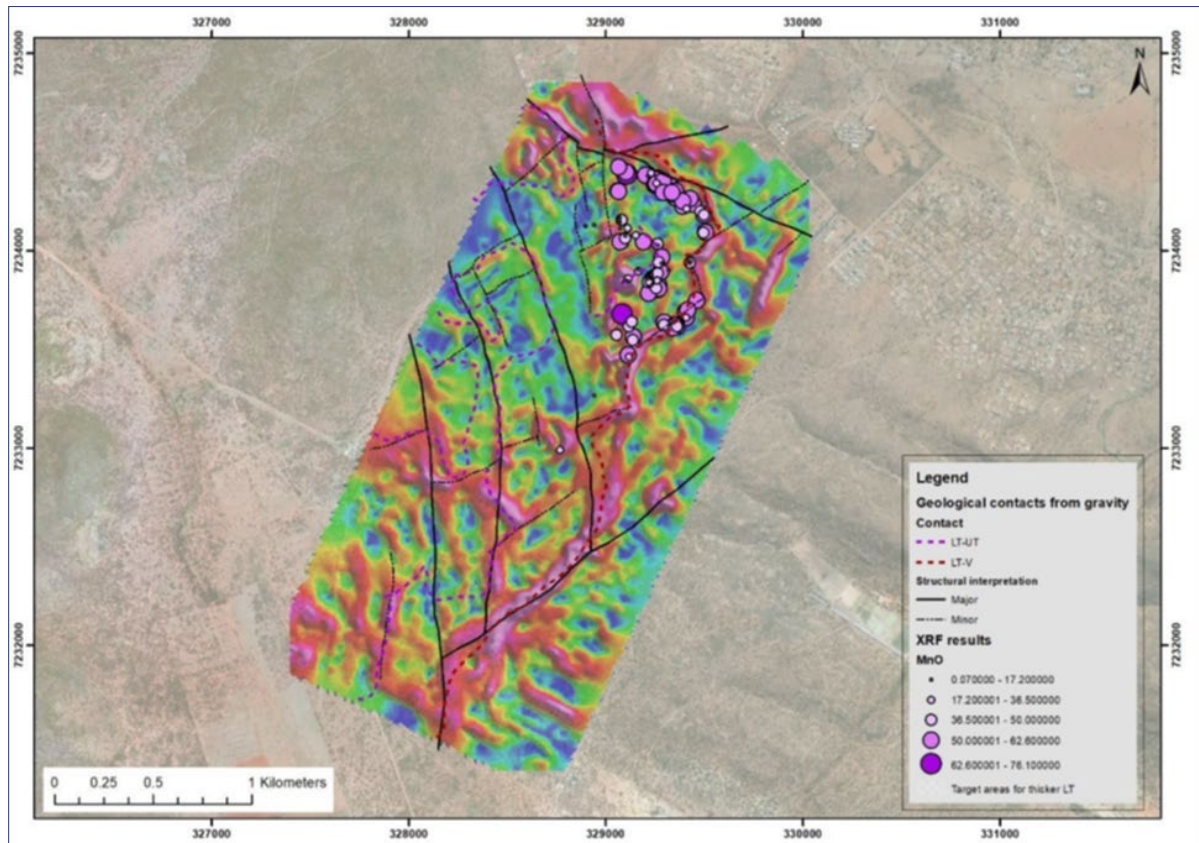 327000 328000 329000 330000 331000
7235000 7235000
N
7234000 7234000
7233000 7233000
7232000 7232000
Legend
Geological contacts from gravity
Contact
LT-UT
LT-V
Structural interpretation
Major
Minor
XRF results
MnO
0.070000 - 17.200000
17.200001 - 36.500000
36.500001 - 50.000000
50.000001 - 62.600000
62.600001 - 76.100000
Target areas for thicker LT
0 0.25 0.5 1 Kilometers
327000 328000 329000 330000 331000